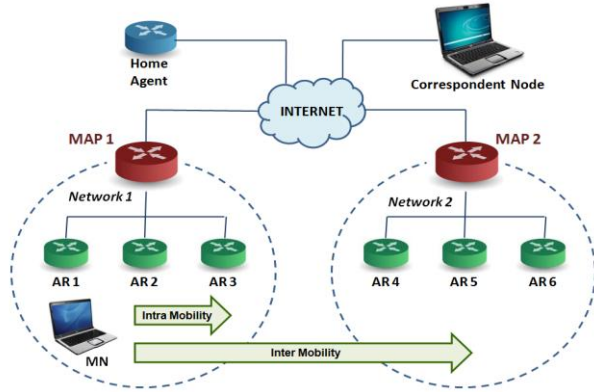 Home
Agent
Correspondent Node
INTERNET
MAP 1
MAP 2
Network 1
Network 2
AR 1
AR 2
AR 3
AR 4
AR 5
AR 6
Intra Mobility
MN
Inter Mobility